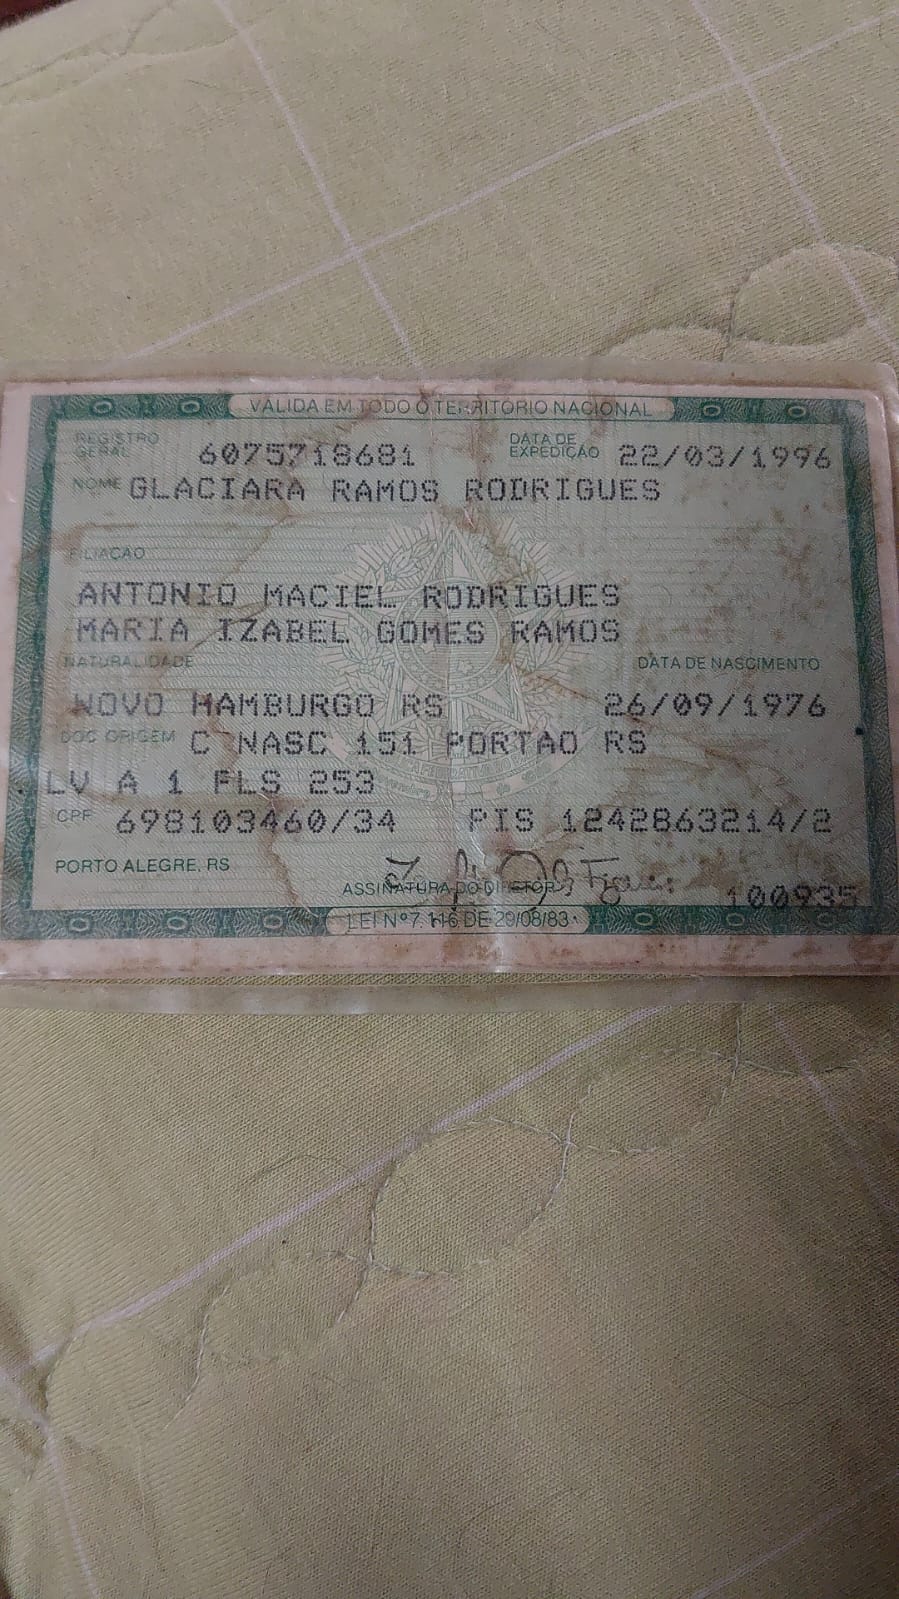 VÁLIDA EM TODO O TERRITÓRIO NACIONAL
REGISTRO GERAL 6075718681 DATA DE EXPEDIÇÃO 22/03/1996
NOME GLACIARA RAMOS RODRIGUES
FILIAÇÃO
ANTONIO MACIEL RODRIGUES
MARIA IZABEL GOMES RAMOS
NATURALIDADE DATA DE NASCIMENTO
NOVO HAMBURGO RS 26/09/1976
DOC ORIGEM C NASC 151 PORTAO RS
LV A 1 FLS 253
CPF 698103460/34 PIS 1242863214/2
PORTO ALEGRE, RS
ASSINATURA DO DIRETOR 100935
LEI Nº 7.116 DE 29/08/83